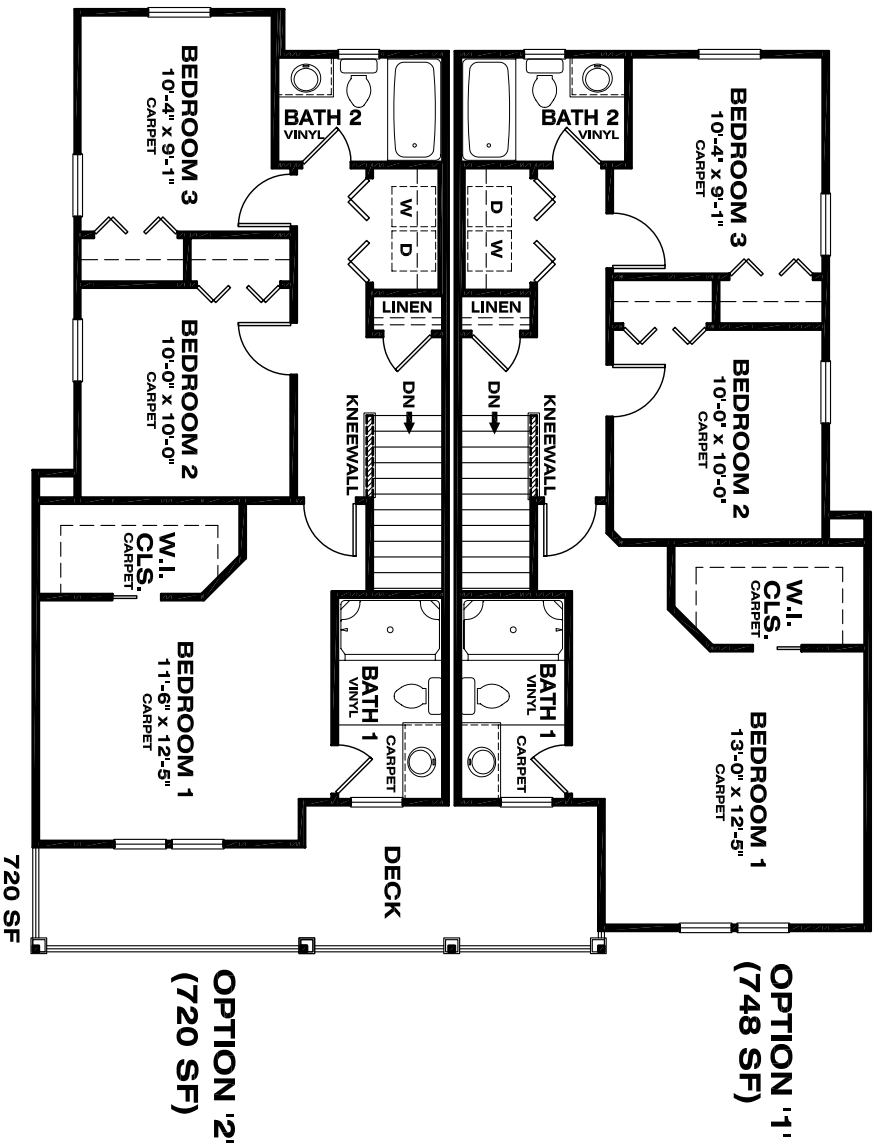 BEDROOM 3
10'-4" x 9'-1"
CARPET
BATH 2
VINYL
W
D
LINEN
BEDROOM 2
10'-0" x 10'-0"
CARPET
DN
KNEEWALL
W.I.
CLS.
CARPET
BEDROOM 1
11'-6" x 12'-5"
CARPET
BATH 1
VINYL
CARPET
720 SF
OPTION '2'
(720 SF)
DECK
BEDROOM 3
10'-4" x 9'-1"
CARPET
BATH 2
VINYL
D
W
LINEN
BEDROOM 2
10'-0" x 10'-0"
CARPET
DN
KNEEWALL
W.I.
CLS.
CARPET
BEDROOM 1
13'-0" x 12'-5"
CARPET
BATH 1
VINYL
CARPET
OPTION '1'
(748 SF)